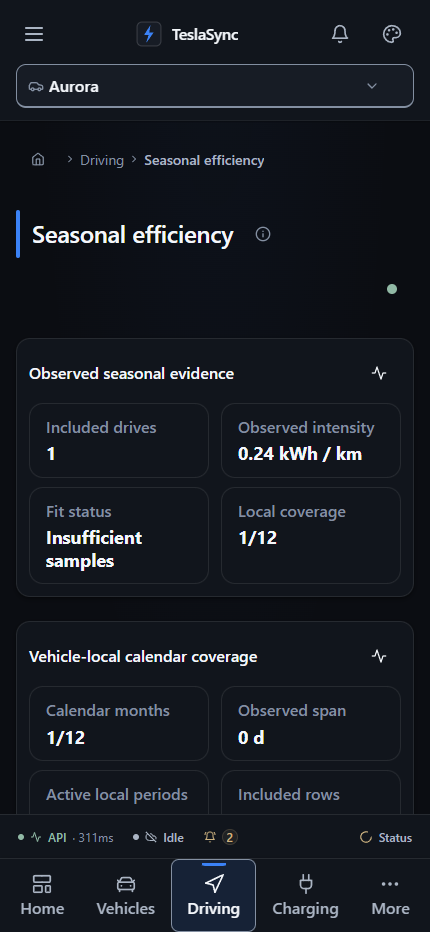 TeslaSync
Aurora
Driving
Seasonal efficiency
Seasonal efficiency
Observed seasonal evidence
Included drives
1
Observed intensity
0.24 kWh / km
Fit status
Insufficient
samples
Local coverage
1/12
Vehicle-local calendar coverage
Calendar months
1/12
Observed span
0 d
Active local periods
Included rows
API · 311ms
Idle
2
Status
Home
Vehicles
Driving
Charging
More